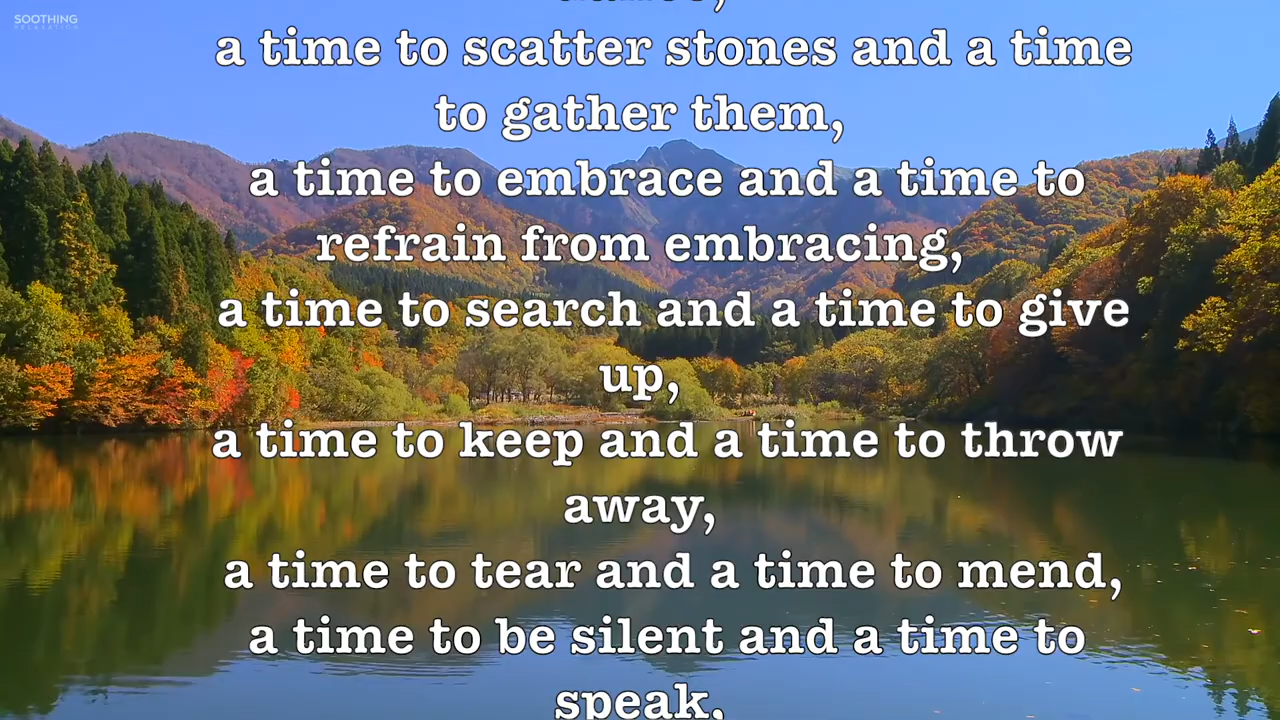 SOOTHING
RELAXATION
a time to scatter stones and a time
to gather them,
a time to embrace and a time to
refrain from embracing,
a time to search and a time to give
up,
a time to keep and a time to throw
away,
a time to tear and a time to mend,
a time to be silent and a time to
speak,